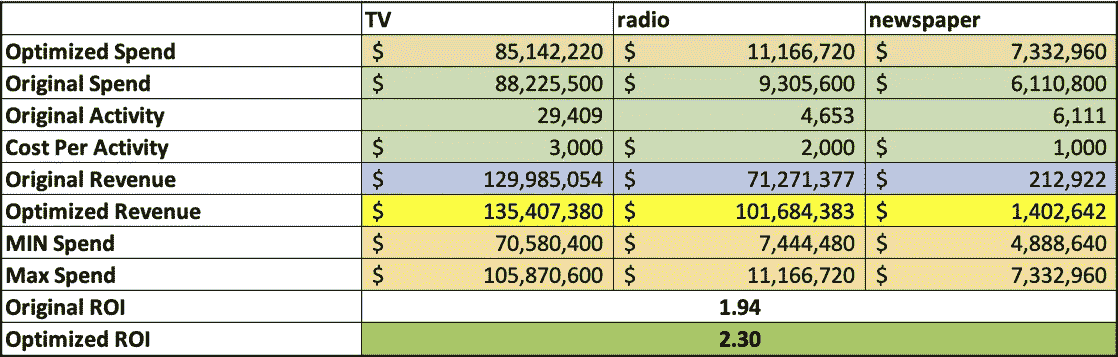 TV radio newspaper
Optimized Spend $ 85,142,220 $ 11,166,720 $ 7,332,960
Original Spend $ 88,225,500 $ 9,305,600 $ 6,110,800
Original Activity 29,409 4,653 6,111
Cost Per Activity $ 3,000 $ 2,000 $ 1,000
Original Revenue $ 129,985,054 $ 71,271,377 $ 212,922
Optimized Revenue $ 135,407,380 $ 101,684,383 $ 1,402,642
MIN Spend $ 70,580,400 $ 7,444,480 $ 4,888,640
Max Spend $ 105,870,600 $ 11,166,720 $ 7,332,960
Original ROI 1.94
Optimized ROI 2.30